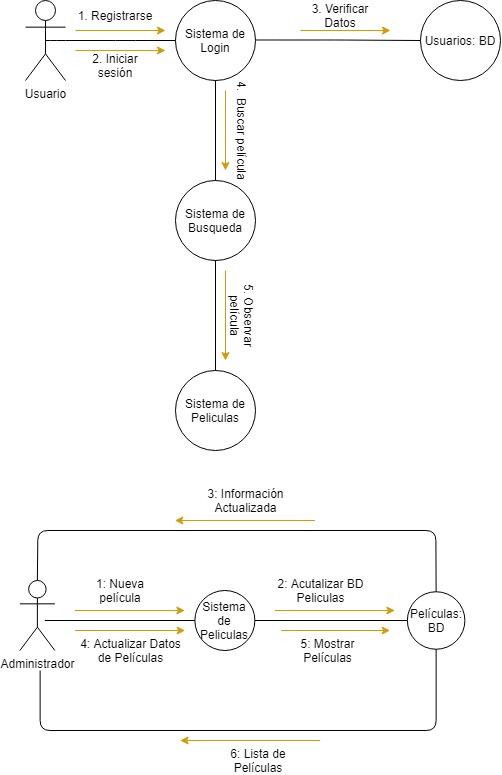 1. Registrarse
2. Iniciar
sesión
Usuario
Sistema de
Login
3. Verificar
Datos
Usuarios: BD
4. Buscar película
Sistema de
Busqueda
5. Observar
película
Sistema de
Peliculas
3: Información
Actualizada
1: Nueva
película
4: Actualizar Datos
de Películas
Administrador
Sistema
de
Peliculas
2: Acutalizar BD
Peliculas
5: Mostrar
Películas
Películas:
BD
6: Lista de
Películas